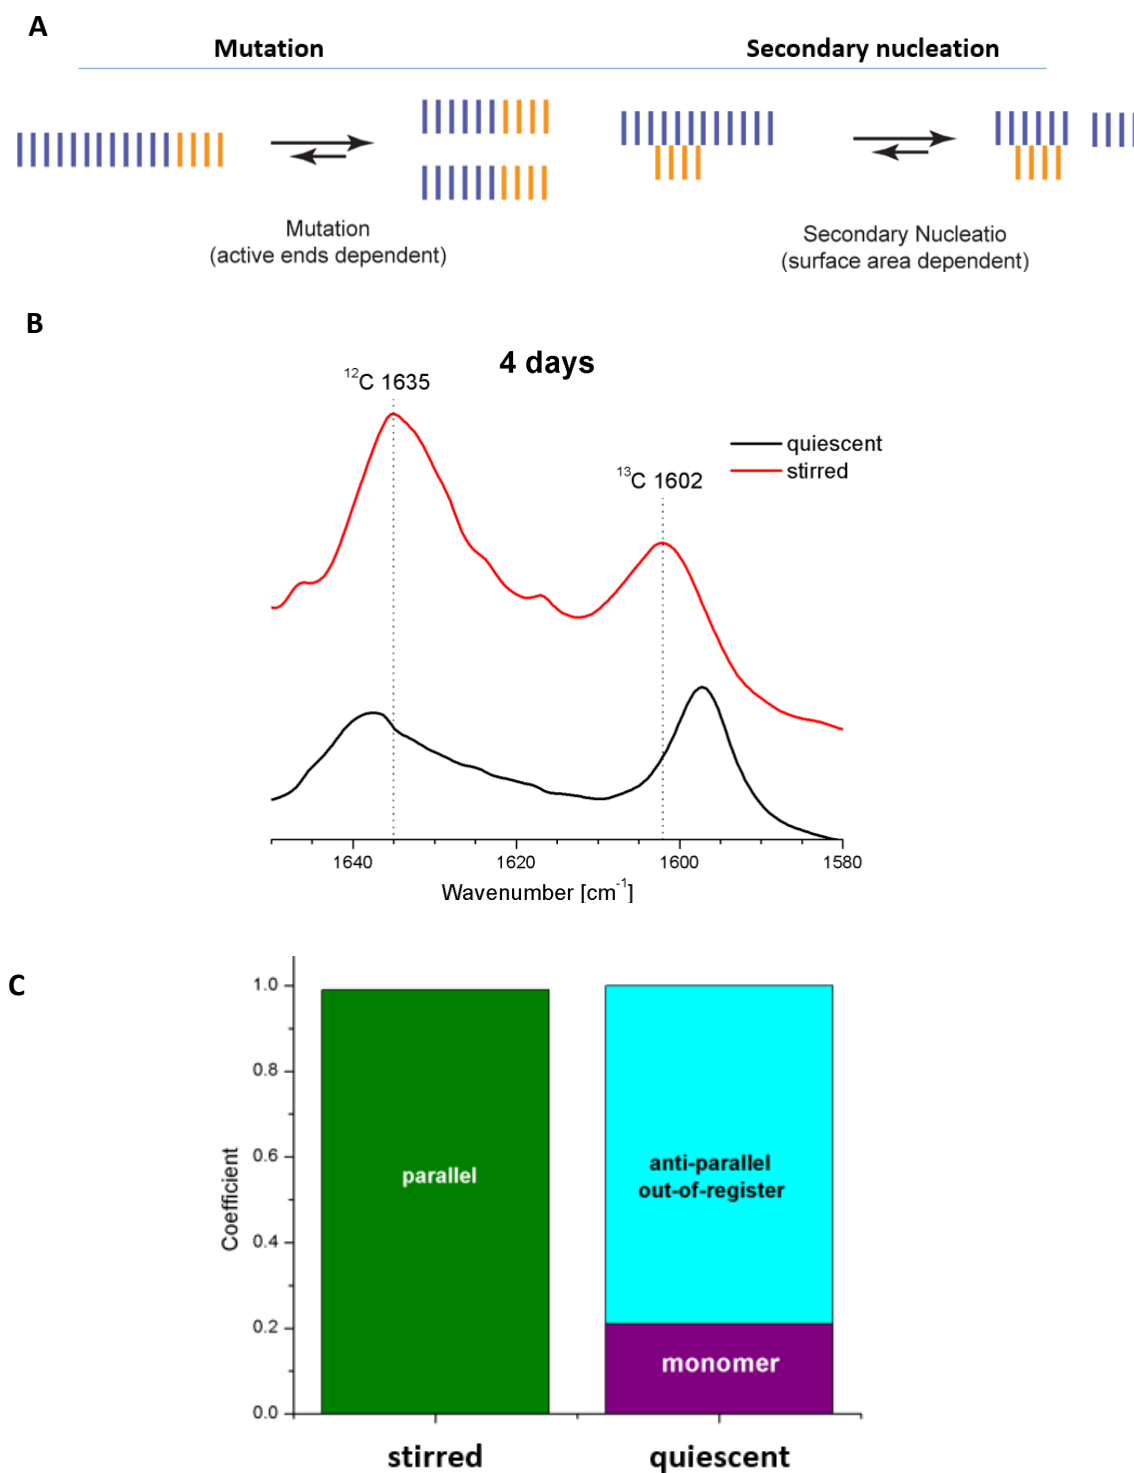 A
Mutation
Secondary nucleation
Mutation
(active ends dependent)
Secondary Nucleatio
(surface area dependent)
B
4 days
¹²C 1635
¹³C 1602
quiescent
stirred
1640 1620 1600 1580
Wavenumber [cm⁻¹]
C
1.0
0.8
0.6
0.4
0.2
0.0
Coefficient
parallel
anti-parallel
out-of-register
monomer
stirred
quiescent